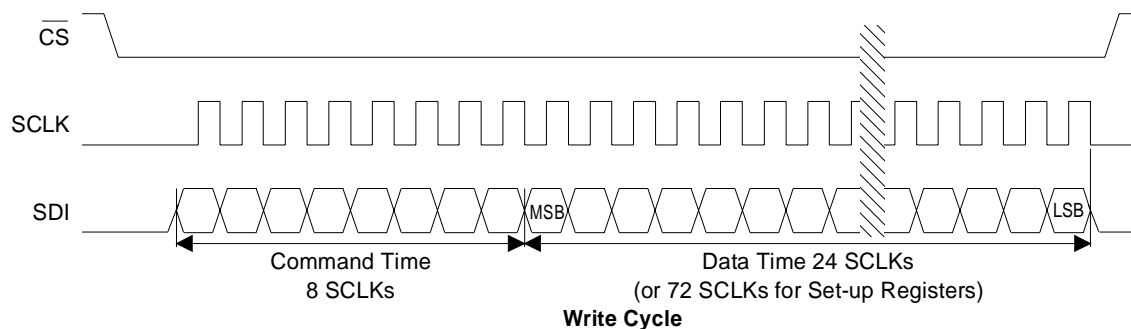 CS
SCLK
SDI
MSB
LSB
Command Time
8 SCLKs
Data Time 24 SCLKs
(or 72 SCLKs for Set-up Registers)
Write Cycle